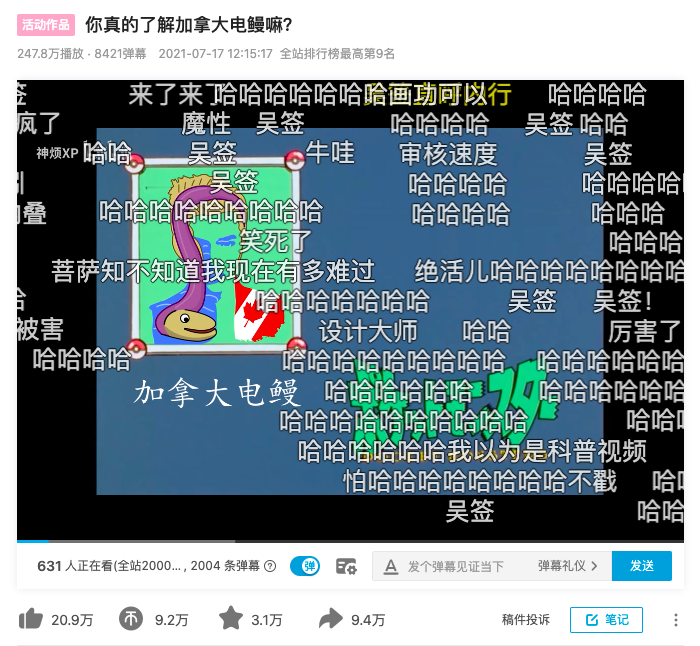 活动作品 你真的了解加拿大电鳗嘛?
247.8万播放 · 8421弹幕 2021-07-17 12:15:17 全站排行榜最高第9名
来了来了 哈哈哈哈哈哈哈哈画功可以 行 哈哈哈哈
疯了 魔性 吴签 哈哈哈哈 吴签 哈哈
神烦XP 哈哈 吴签 牛哇 审核速度 吴签
吴签 哈哈哈哈 哈哈哈哈
叠 哈哈哈哈哈哈哈哈哈 哈哈哈哈 哈哈哈
笑死了 哈哈哈
菩萨知不知道我现在有多难过 绝活儿哈哈哈哈哈哈哈哈
哈哈哈哈哈哈哈 吴签 吴签！
被害 设计大师 哈哈 厉害了
哈哈哈哈 哈哈哈哈哈哈哈哈哈 哈哈哈哈哈哈
加拿大电鳗 哈哈哈哈哈哈 哈哈哈哈哈哈
哈哈哈哈哈哈哈哈哈哈 哈哈
哈哈哈哈哈哈我以为是科普视频
怕哈哈哈哈哈哈哈哈不戳 哈
吴签 哈哈
631 人正在看(全站2000... , 2004 条弹幕 弹 A 发个弹幕见证当下 弹幕礼仪 > 发送
20.9万 9.2万 3.1万 9.4万 稿件投诉 笔记